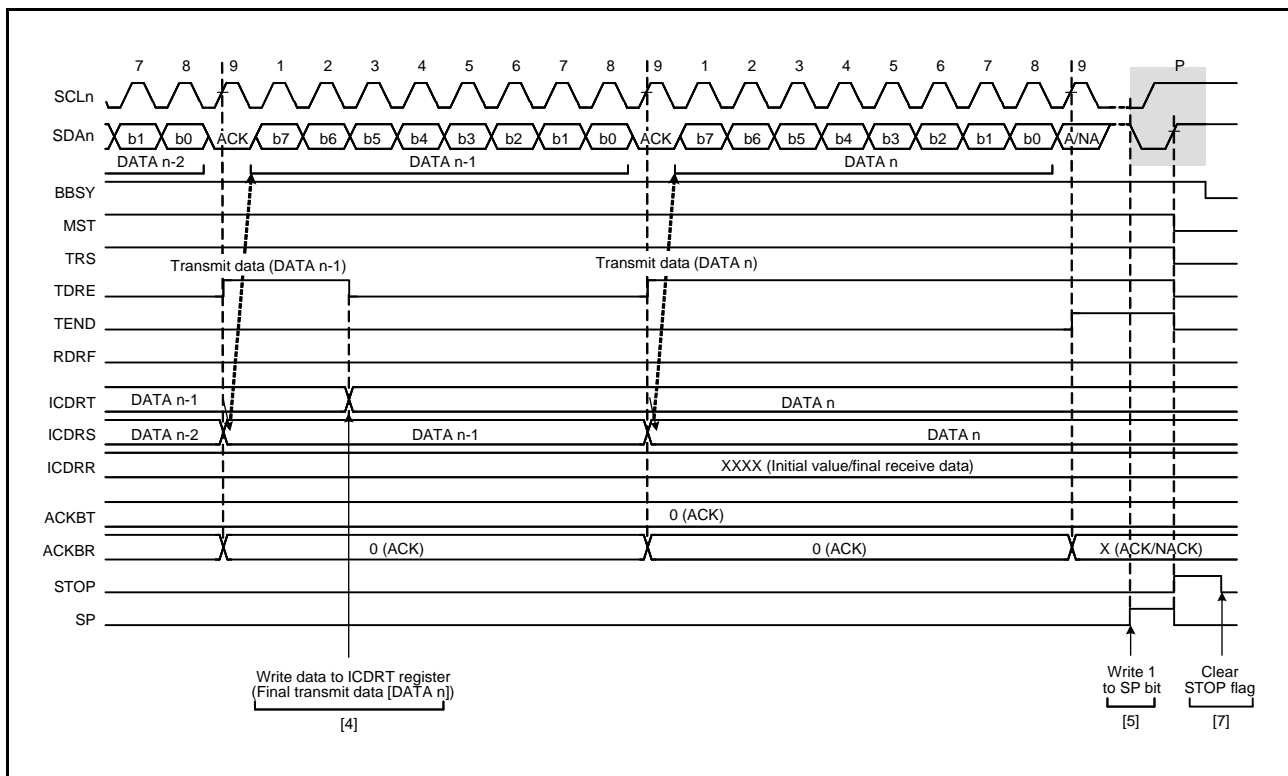 7 8 9 1 2 3 4 5 6 7 8 9 1 2 3 4 5 6 7 8 9 P
SCLn
SDAn b1 b0 ACK b7 b6 b5 b4 b3 b2 b1 b0 ACK b7 b6 b5 b4 b3 b2 b1 b0 A/NA
DATA n-2 DATA n-1 DATA n
BBSY
MST
TRS
Transmit data (DATA n-1) Transmit data (DATA n)
TDRE
TEND
RDRF
ICDRT DATA n-1 DATA n
ICDRS DATA n-2 DATA n-1 DATA n
ICDRR XXXX (Initial value/final receive data)
ACKBT 0 (ACK)
ACKBR 0 (ACK) 0 (ACK) X (ACK/NACK)
STOP
SP
Write data to ICDRT register
(Final transmit data [DATA n])
[4]
Write 1
to SP bit
[5]
Clear
STOP flag
[7]